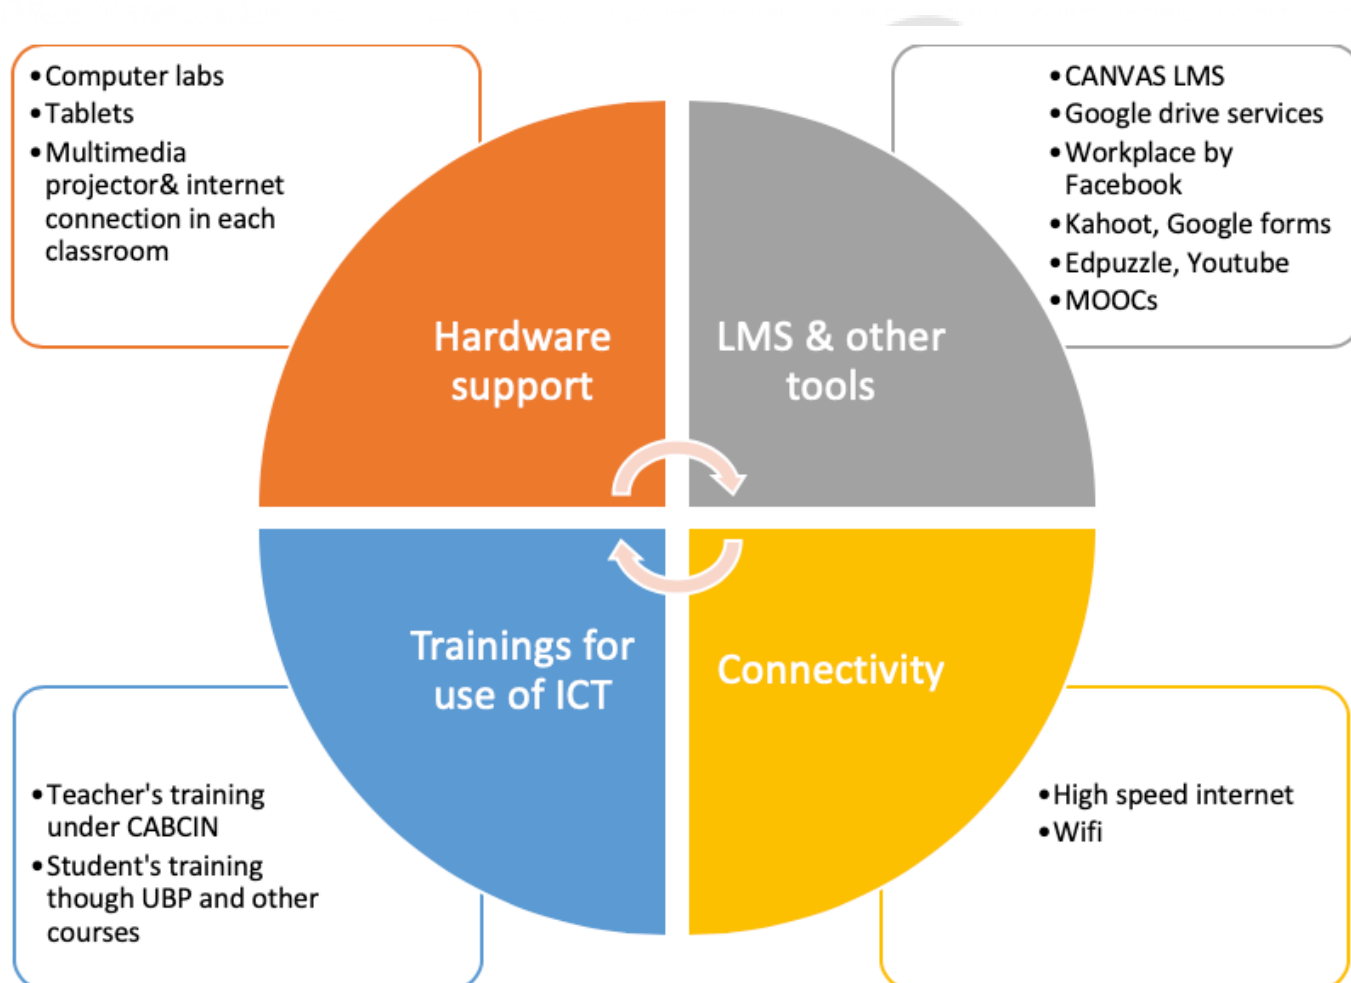 •Computer labs
•Tablets
•Multimedia
projector& internet
connection in each
classroom
•CANVAS LMS
•Google drive services
•Workplace by
Facebook
•Kahoot, Google forms
•Edpuzzle, Youtube
•MOOCs
Hardware
support
LMS & other
tools
Trainings for
use of ICT
Connectivity
•Teacher's training
under CABCIN
•Student's training
though UBP and other
courses
•High speed internet
•Wifi